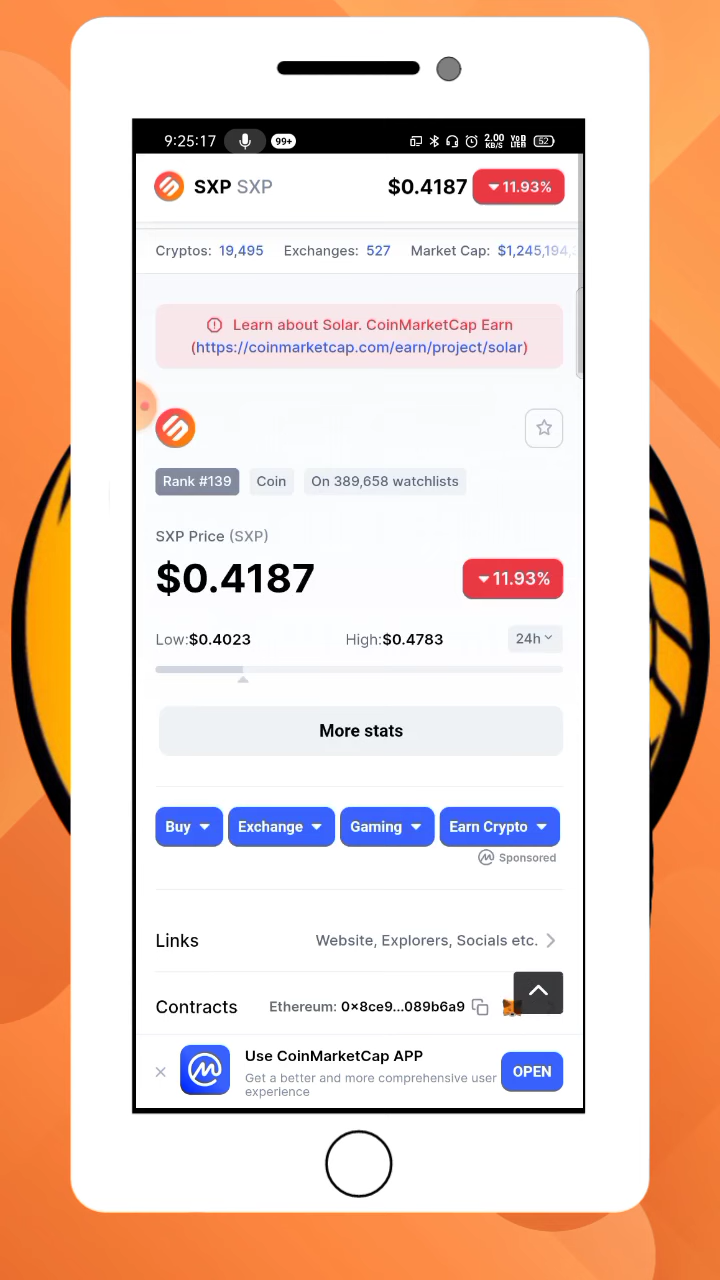 9:25:17 99+ 2.00 KB/S VoD LTE 52
SXP SXP $0.4187 11.93%
Cryptos: 19,495 Exchanges: 527 Market Cap: $1,245,194,
Learn about Solar. CoinMarketCap Earn
(https://coinmarketcap.com/earn/project/solar)
Rank #139 Coin On 389,658 watchlists
SXP Price (SXP)
$0.4187 11.93%
Low:$0.4023 High:$0.4783 24h
More stats
Buy Exchange Gaming Earn Crypto
Sponsored
Links Website, Explorers, Socials etc.
Contracts Ethereum: 0x8ce9...089b6a9
Use CoinMarketCap APP
Get a better and more comprehensive user
experience
OPEN